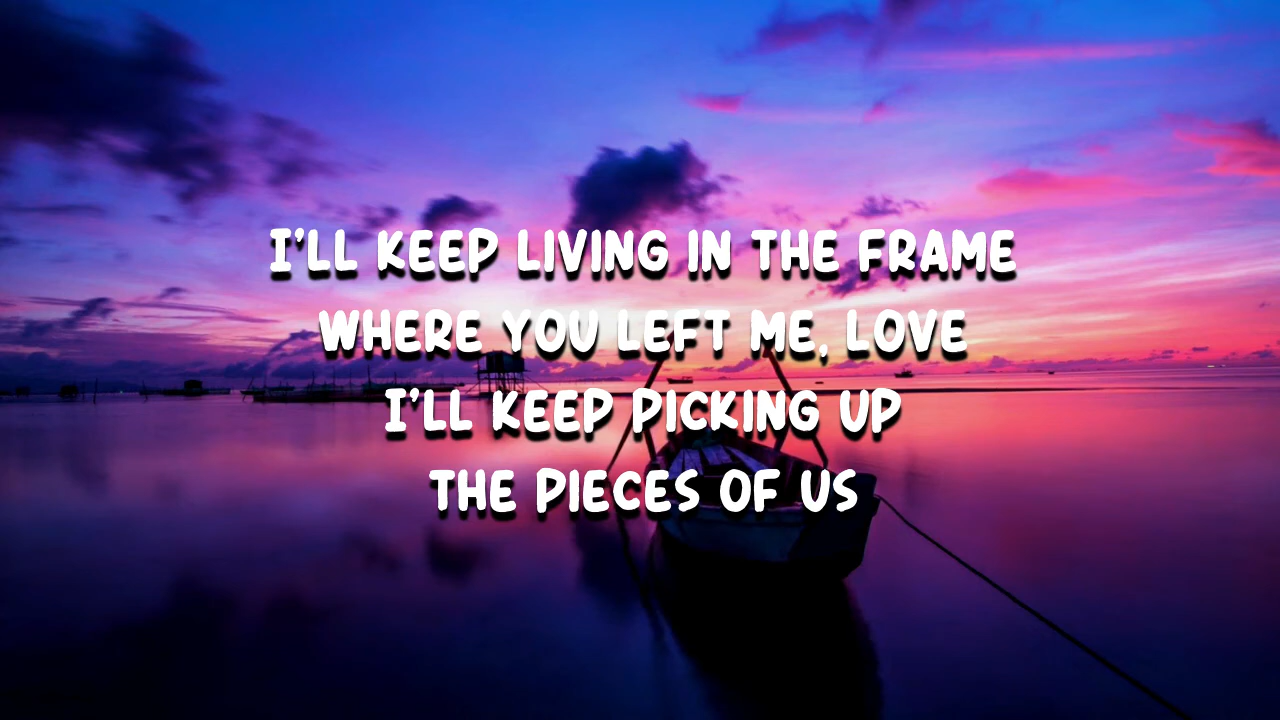 I'LL KEEP LIVING IN THE FRAME
WHERE YOU LEFT ME, LOVE
I'LL KEEP PICKING UP
THE PIECES OF US